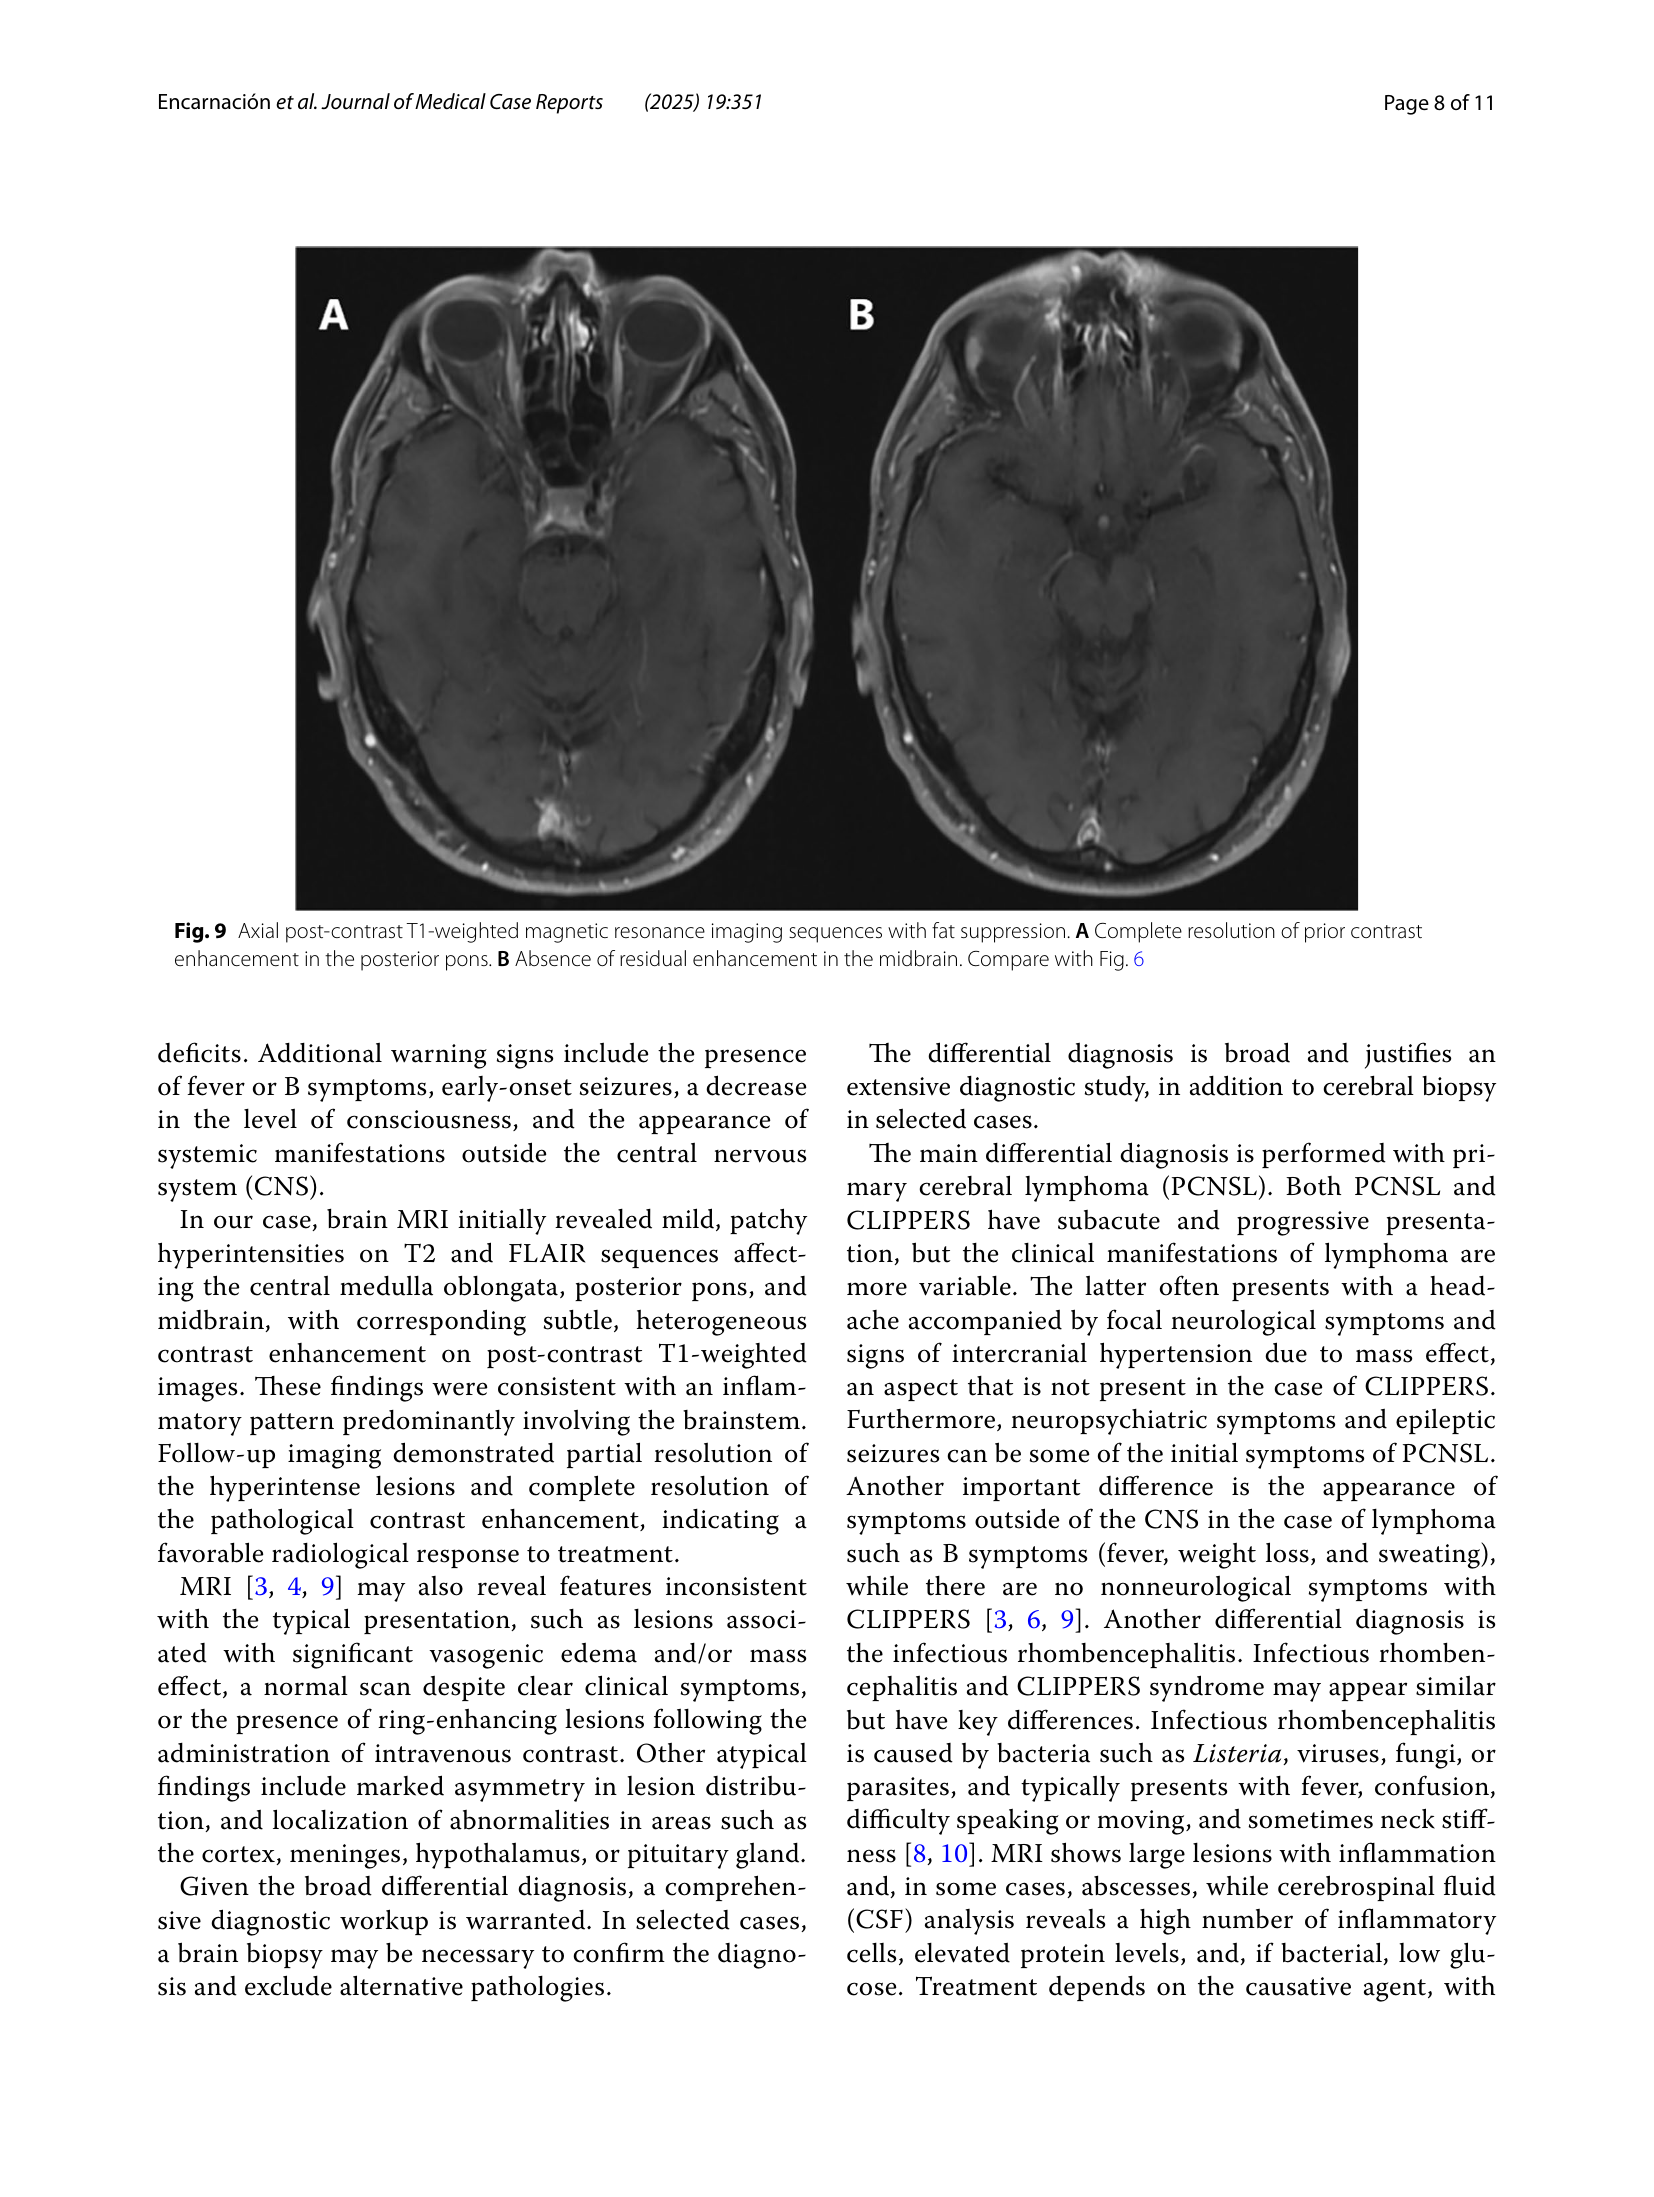 Encarnación et al. Journal of Medical Case Reports (2025) 19:351
Page 8 of 11
A
B
Fig. 9 Axial post-contrast T1-weighted magnetic resonance imaging sequences with fat suppression. A Complete resolution of prior contrast
enhancement in the posterior pons. B Absence of residual enhancement in the midbrain. Compare with Fig. 6
deficits. Additional warning signs include the presence
of fever or B symptoms, early-onset seizures, a decrease
in the level of consciousness, and the appearance of
systemic manifestations outside the central nervous
system (CNS).
In our case, brain MRI initially revealed mild, patchy
hyperintensities on T2 and FLAIR sequences affect-
ing the central medulla oblongata, posterior pons, and
midbrain, with corresponding subtle, heterogeneous
contrast enhancement on post-contrast T1-weighted
images. These findings were consistent with an inflam-
matory pattern predominantly involving the brainstem.
Follow-up imaging demonstrated partial resolution of
the hyperintense lesions and complete resolution of
the pathological contrast enhancement, indicating a
favorable radiological response to treatment.
MRI [3, 4, 9] may also reveal features inconsistent
with the typical presentation, such as lesions associ-
ated with significant vasogenic edema and/or mass
effect, a normal scan despite clear clinical symptoms,
or the presence of ring-enhancing lesions following the
administration of intravenous contrast. Other atypical
findings include marked asymmetry in lesion distribu-
tion, and localization of abnormalities in areas such as
the cortex, meninges, hypothalamus, or pituitary gland.
Given the broad differential diagnosis, a comprehen-
sive diagnostic workup is warranted. In selected cases,
a brain biopsy may be necessary to confirm the diagno-
sis and exclude alternative pathologies.
The differential diagnosis is broad and justifies an
extensive diagnostic study, in addition to cerebral biopsy
in selected cases.
The main differential diagnosis is performed with pri-
mary cerebral lymphoma (PCNSL). Both PCNSL and
CLIPPERS have subacute and progressive presenta-
tion, but the clinical manifestations of lymphoma are
more variable. The latter often presents with a head-
ache accompanied by focal neurological symptoms and
signs of intercranial hypertension due to mass effect,
an aspect that is not present in the case of CLIPPERS.
Furthermore, neuropsychiatric symptoms and epileptic
seizures can be some of the initial symptoms of PCNSL.
Another important difference is the appearance of
symptoms outside of the CNS in the case of lymphoma
such as B symptoms (fever, weight loss, and sweating),
while there are no nonneurological symptoms with
CLIPPERS [3, 6, 9]. Another differential diagnosis is
the infectious rhombencephalitis. Infectious rhomben-
cephalitis and CLIPPERS syndrome may appear similar
but have key differences. Infectious rhombencephalitis
is caused by bacteria such as Listeria, viruses, fungi, or
parasites, and typically presents with fever, confusion,
difficulty speaking or moving, and sometimes neck stiff-
ness [8, 10]. MRI shows large lesions with inflammation
and, in some cases, abscesses, while cerebrospinal fluid
(CSF) analysis reveals a high number of inflammatory
cells, elevated protein levels, and, if bacterial, low glu-
cose. Treatment depends on the causative agent, with